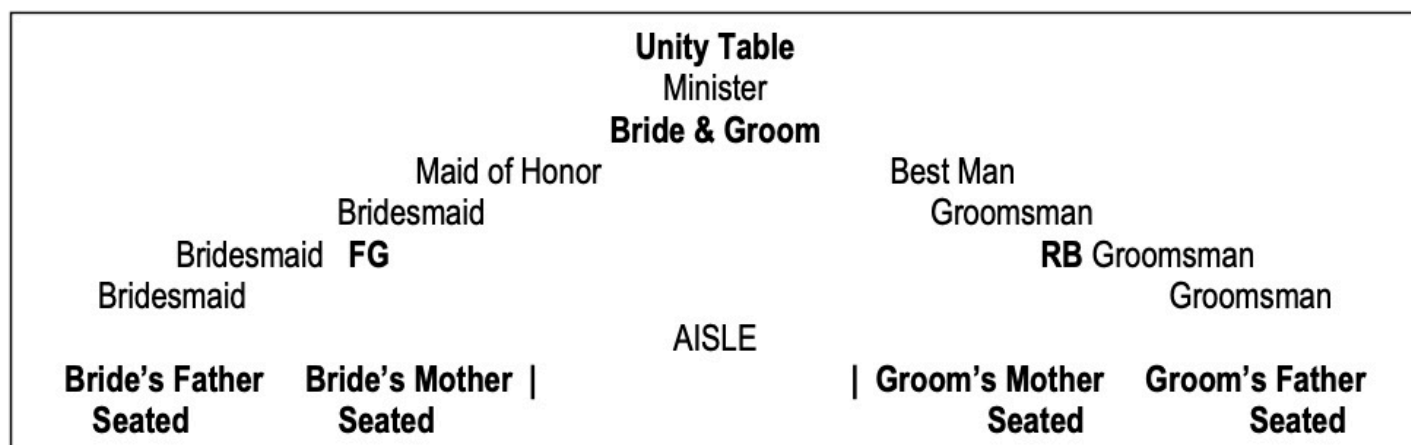 Unity Table
Minister
Bride & Groom
Maid of Honor Best Man
Bridesmaid Groomsman
Bridesmaid FG RB Groomsman
Bridesmaid Groomsman
AISLE
Bride’s Father Bride’s Mother | | Groom’s Mother Groom’s Father
Seated Seated Seated Seated